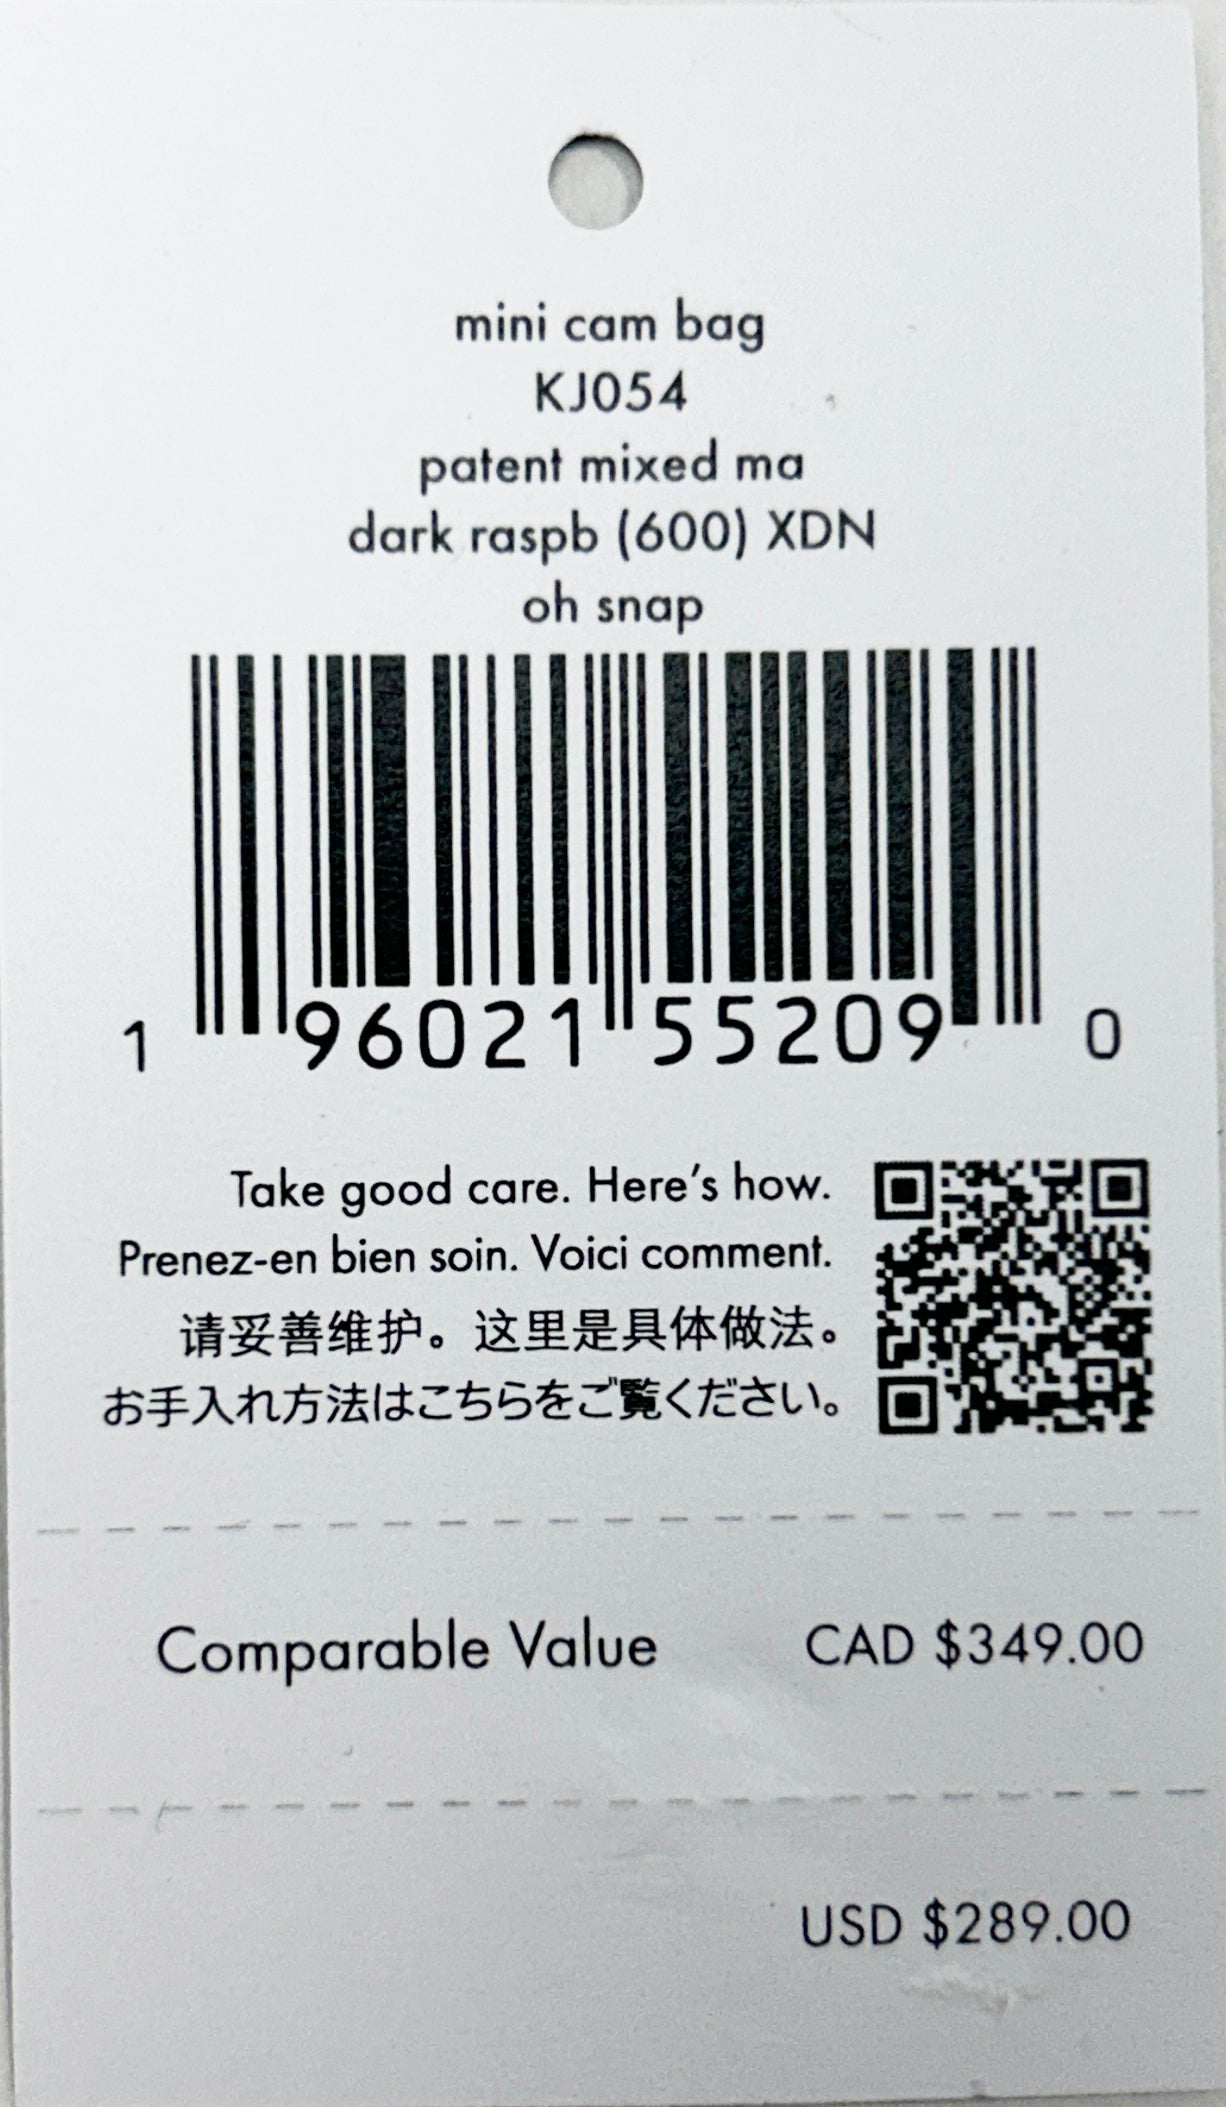 mini cam bag
KJ054
patent mixed ma
dark raspb (600) XDN
oh snap
1 96021 55209 0
Take good care. Here's how.
Prenez-en bien soin. Voici comment.
请妥善维护。这里是具体做法。
お手入れ方法はこちらをご覧ください。
Comparable Value CAD $349.00
USD $289.00